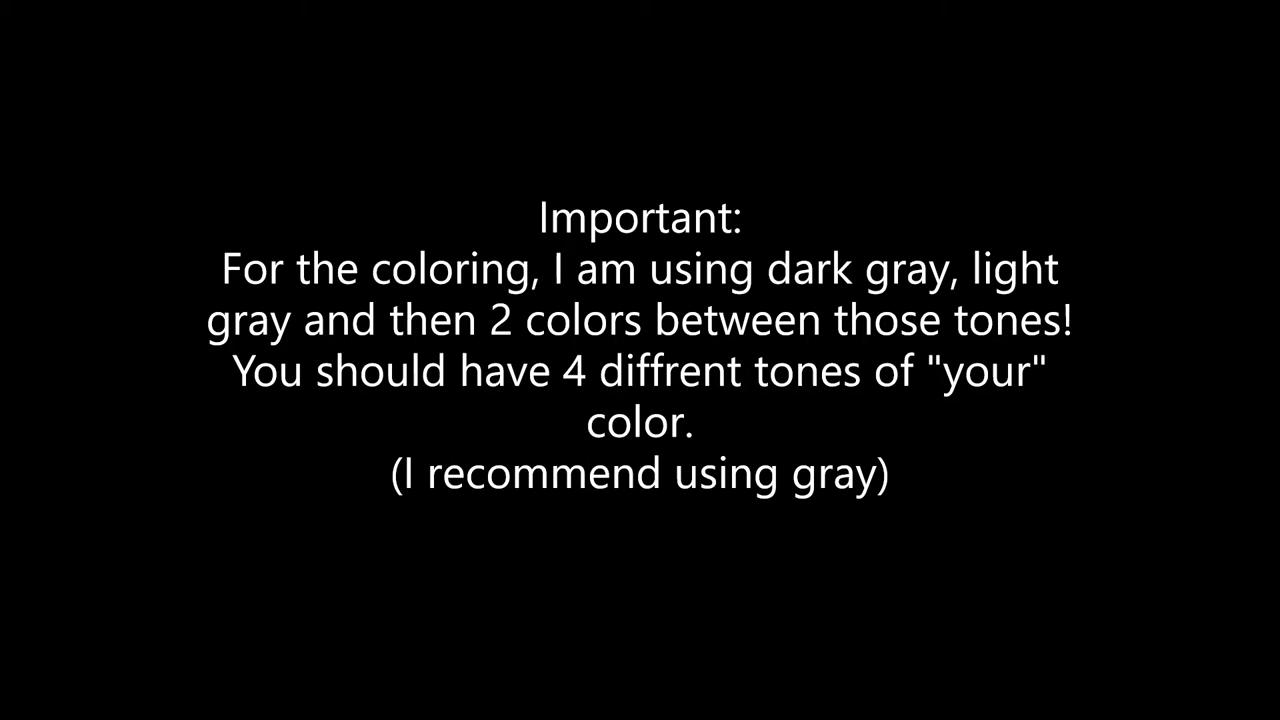 Important:
For the coloring, I am using dark gray, light
gray and then 2 colors between those tones!
You should have 4 diffrent tones of "your"
color.
(I recommend using gray)